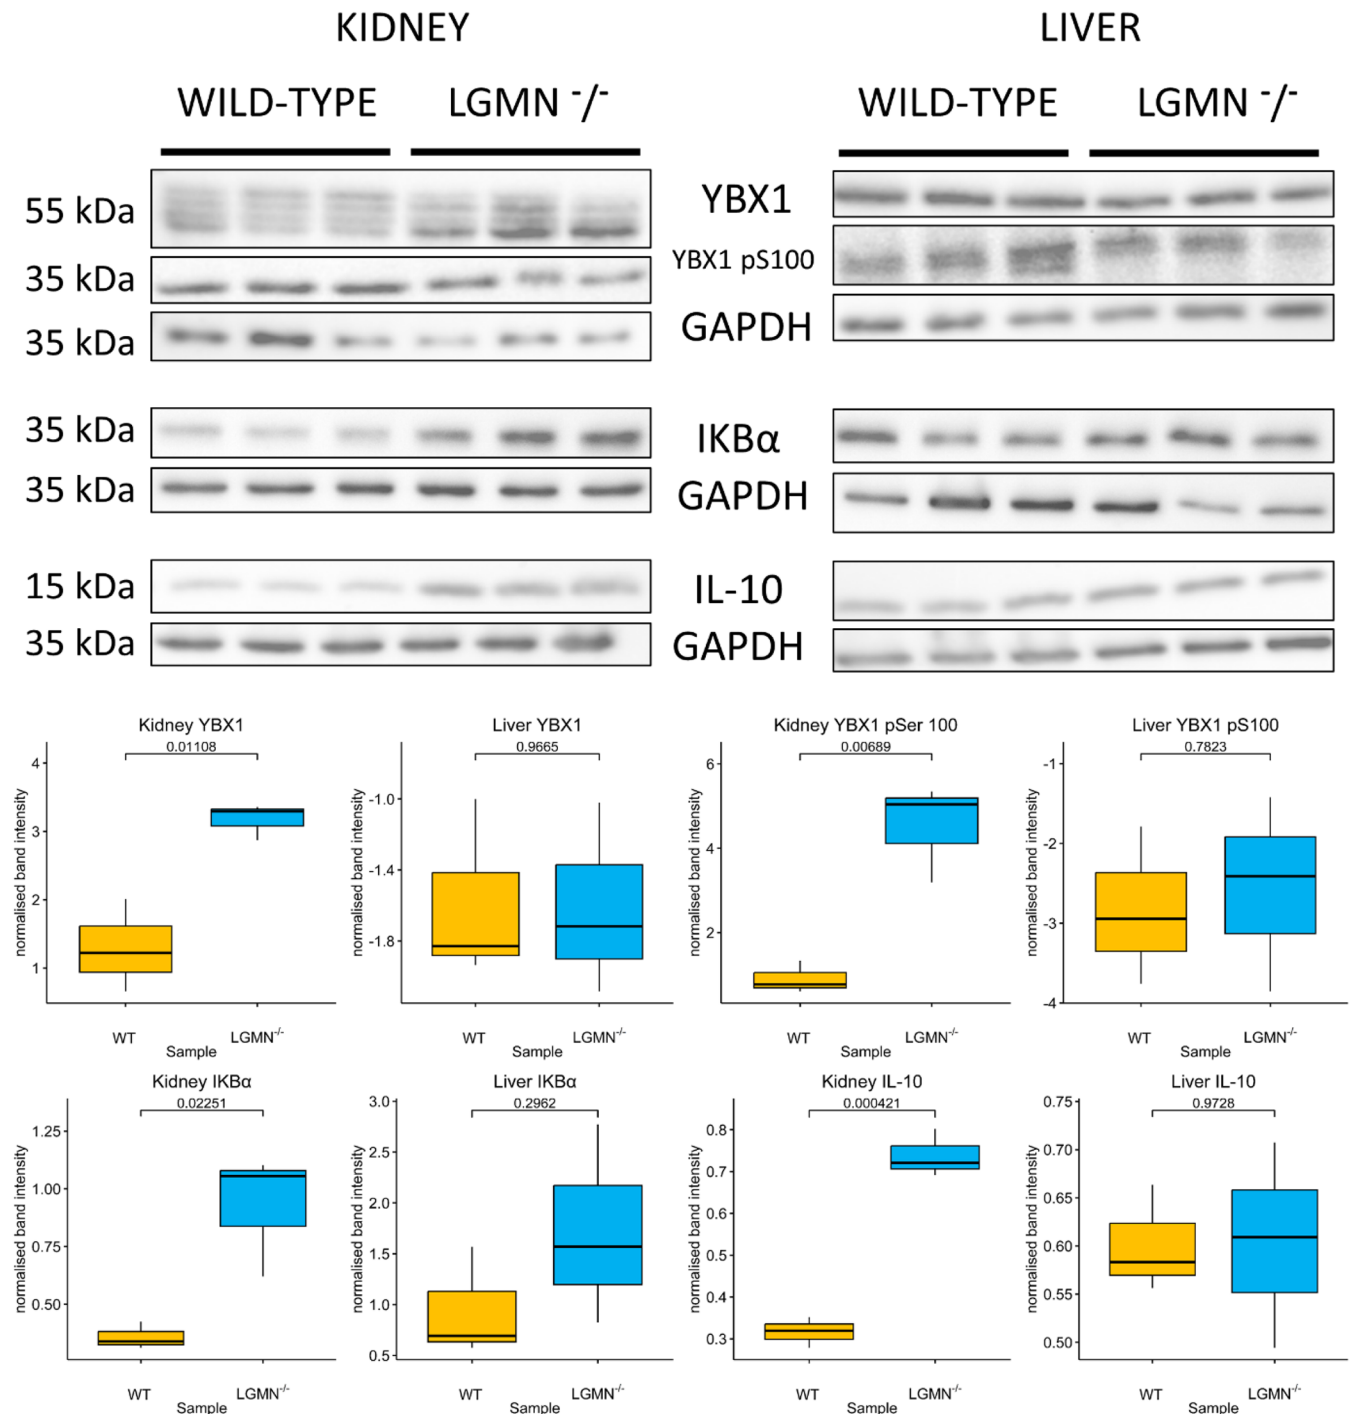 KIDNEY LIVER
WILD-TYPE LGMN -/- WILD-TYPE LGMN -/-
55 kDa YBX1
35 kDa YBX1 pS100
35 kDa GAPDH
35 kDa IKBα
35 kDa GAPDH
15 kDa IL-10
35 kDa GAPDH
Kidney YBX1
0.01108
normalised band intensity
4
3
2
1
WT LGMN-/-
Sample
Liver YBX1
0.9665
normalised band intensity
-1.0
-1.4
-1.8
WT LGMN-/-
Sample
Kidney YBX1 pSer 100
0.00689
normalised band intensity
6
4
2
WT LGMN-/-
Sample
Liver YBX1 pS100
0.7823
normalised band intensity
-1
-2
-3
-4
WT LGMN-/-
Sample
Kidney IKBα
0.02251
normalised band intensity
1.25
1.00
0.75
0.50
WT LGMN-/-
Sample
Liver IKBα
0.2962
normalised band intensity
3.0
2.5
2.0
1.5
1.0
0.5
WT LGMN-/-
Sample
Kidney IL-10
0.000421
normalised band intensity
0.8
0.7
0.6
0.5
0.4
0.3
WT LGMN-/-
Sample
Liver IL-10
0.9728
normalised band intensity
0.75
0.70
0.65
0.60
0.55
0.50
WT LGMN-/-
Sample